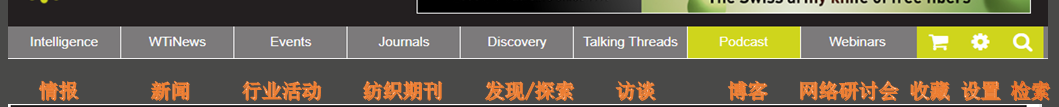 The Swiss army knife of free fibers
Intelligence WTiNews Events Journals Discovery Talking Threads Podcast Webinars
情报 新闻 行业活动 纺织期刊 发现/探索 访谈 博客 网络研讨会 收藏 设置 检索